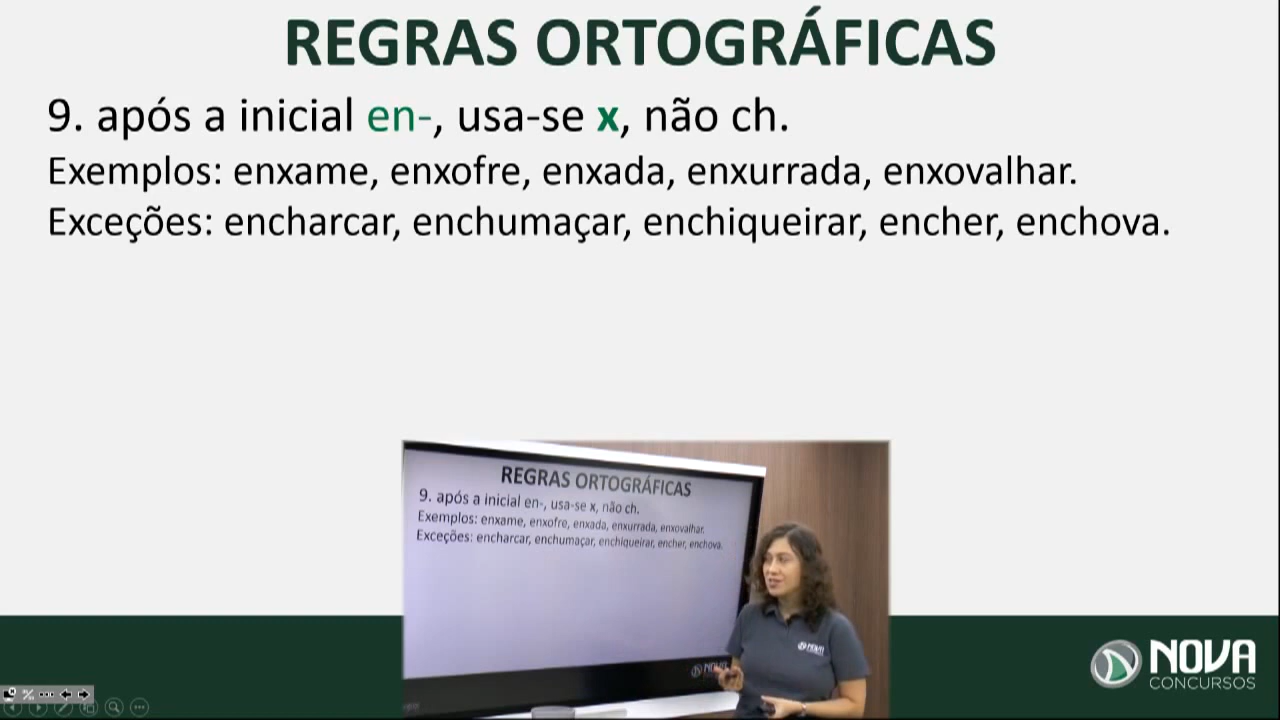 REGRAS ORTOGRÁFICAS
9. após a inicial en-, usa-se x, não ch.
Exemplos: enxame, enxofre, enxada, enxurrada, enxovalhar.
Exceções: encharcar, enchumaçar, enchiqueirar, encher, enchova.
REGRAS ORTOGRÁFICAS
9. após a inicial en-, usa-se x, não ch.
Exemplos: enxame, enxofre, enxada, enxurrada, enxovalhar.
Exceções: encharcar, enchumaçar, enchiqueirar, encher, enchova.
NOVA
NOVA
NOVA
CONCURSOS